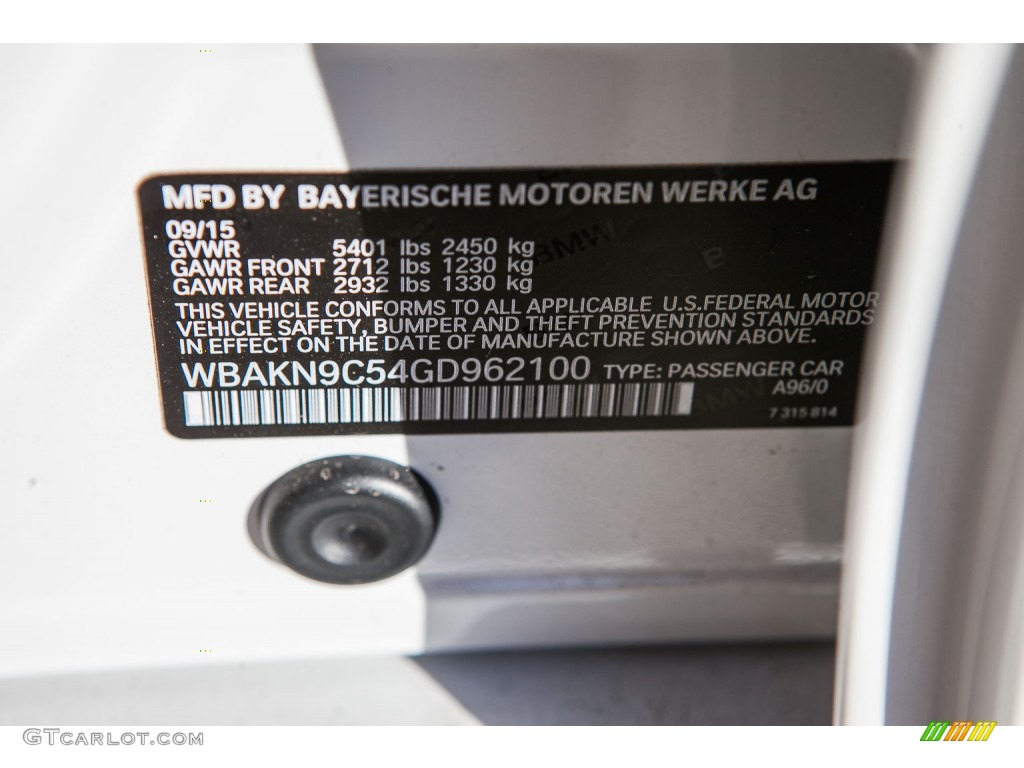 MFD BY BAYERISCHE MOTOREN WERKE AG
09/15
GVWR 5401 lbs 2450 kg
GAWR FRONT 2712 lbs 1230 kg
GAWR REAR 2932 lbs 1330 kg
THIS VEHICLE CONFORMS TO ALL APPLICABLE U.S.FEDERAL MOTOR
VEHICLE SAFETY, BUMPER AND THEFT PREVENTION STANDARDS
IN EFFECT ON THE DATE OF MANUFACTURE SHOWN ABOVE.
WBAKN9C54GD962100 TYPE: PASSENGER CAR
A96/0
7 315 814
BMW
BMW
GTCARLOT.COM